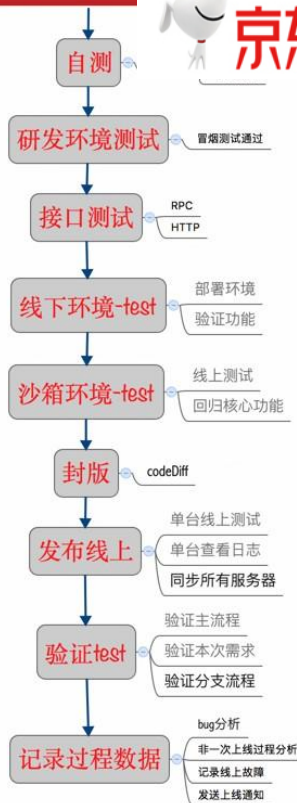 京东
自测
研发环境测试
冒烟测试通过
接口测试
RPC
HTTP
线下环境-test
部署环境
验证功能
沙箱环境-test
线上测试
回归核心功能
封版
codeDiff
发布线上
单台线上测试
单台查看日志
同步所有服务器
验证test
验证主流程
验证本次需求
验证分支流程
记录过程数据
bug分析
非一次上线过程分析
记录线上故障
发送上线通知